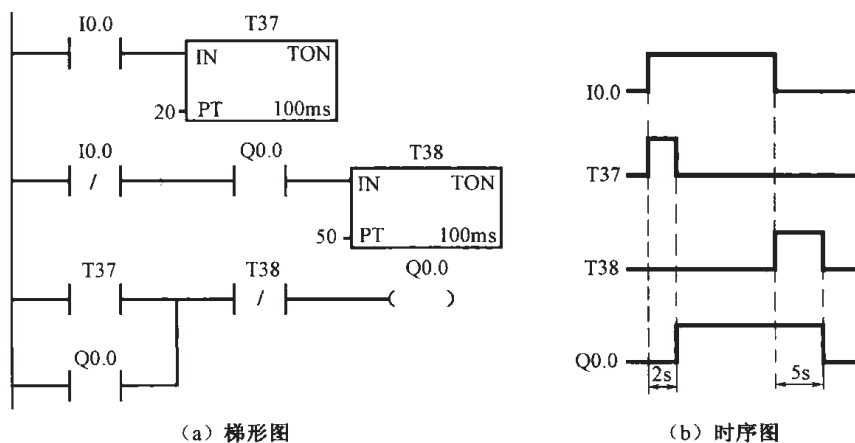 I0.0 T37
IN TON
20 PT 100ms
I0.0 Q0.0 T38
/ IN TON
50 PT 100ms
T37 T38 Q0.0
/ ( )
Q0.0
(a) 梯形图
I0.0
T37
T38
Q0.0
2s 5s
(b) 时序图